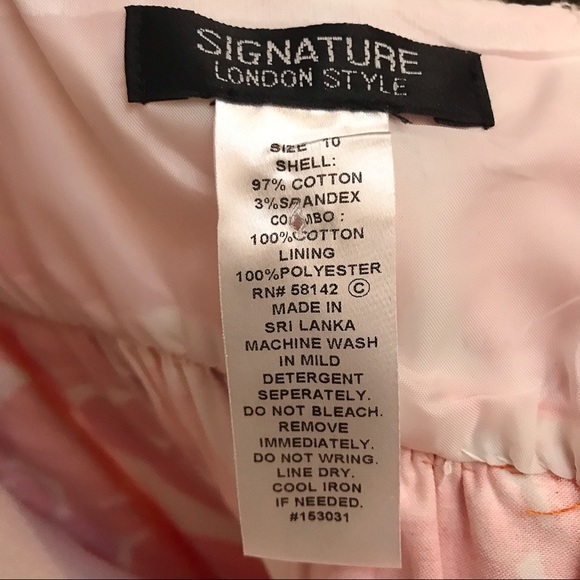 SIGNATURE
LONDON STYLE
SIZE 10
SHELL:
97% COTTON
3%SPANDEX
COMBO :
100%COTTON
LINING
100%POLYESTER
RN# 58142 ©
MADE IN
SRI LANKA
MACHINE WASH
IN MILD
DETERGENT
SEPERATELY.
DO NOT BLEACH.
REMOVE
IMMEDIATELY.
DO NOT WRING.
LINE DRY.
COOL IRON
IF NEEDED.
#153031